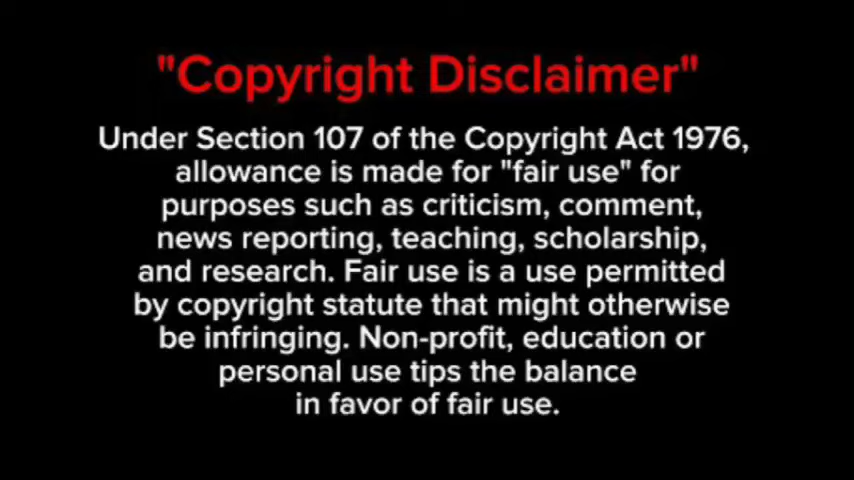 "Copyright Disclaimer"
Under Section 107 of the Copyright Act 1976,
allowance is made for "fair use" for
purposes such as criticism, comment,
news reporting, teaching, scholarship,
and research. Fair use is a use permitted
by copyright statute that might otherwise
be infringing. Non-profit, education or
personal use tips the balance
in favor of fair use.